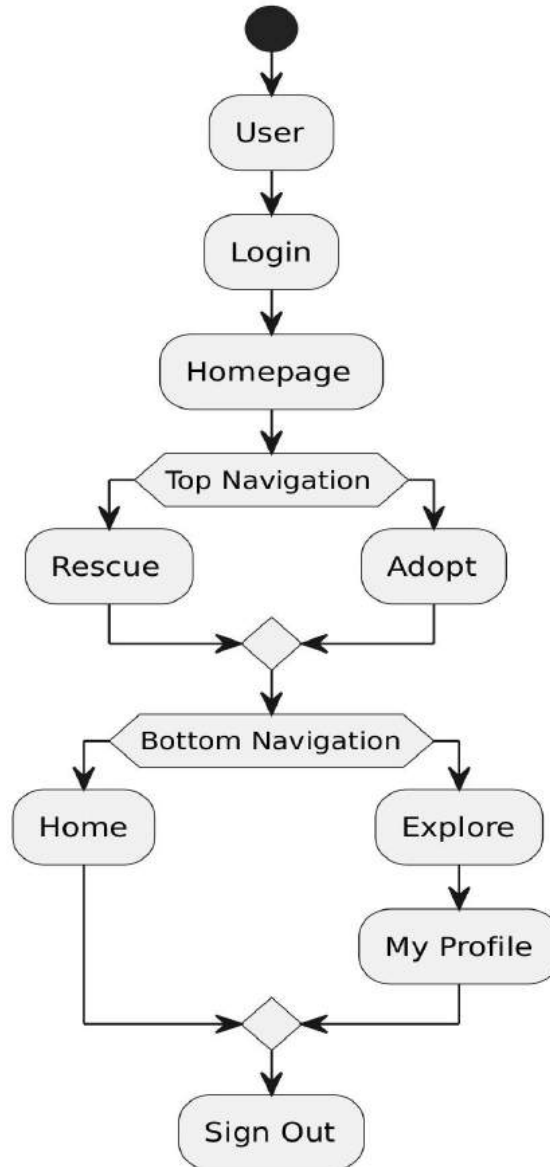 User
Login
Homepage
Top Navigation
Rescue
Adopt
Bottom Navigation
Home
Explore
My Profile
Sign Out